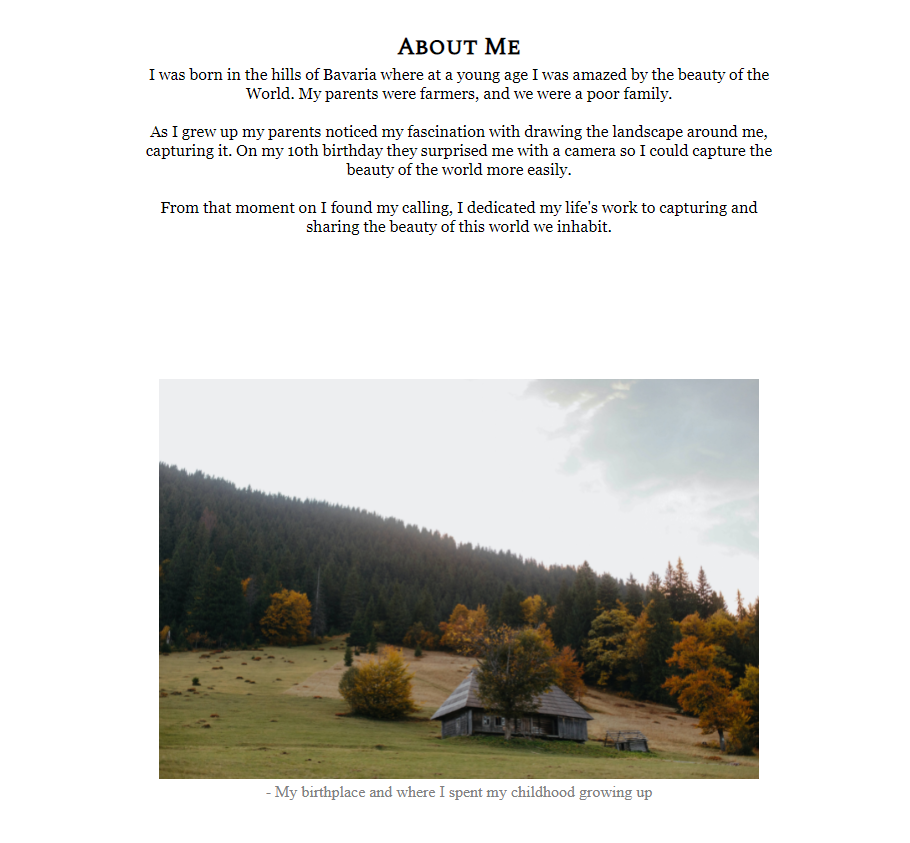 About Me
I was born in the hills of Bavaria where at a young age I was amazed by the beauty of the
World. My parents were farmers, and we were a poor family.
As I grew up my parents noticed my fascination with drawing the landscape around me,
capturing it. On my 10th birthday they surprised me with a camera so I could capture the
beauty of the world more easily.
From that moment on I found my calling, I dedicated my life's work to capturing and
sharing the beauty of this world we inhabit.
- My birthplace and where I spent my childhood growing up